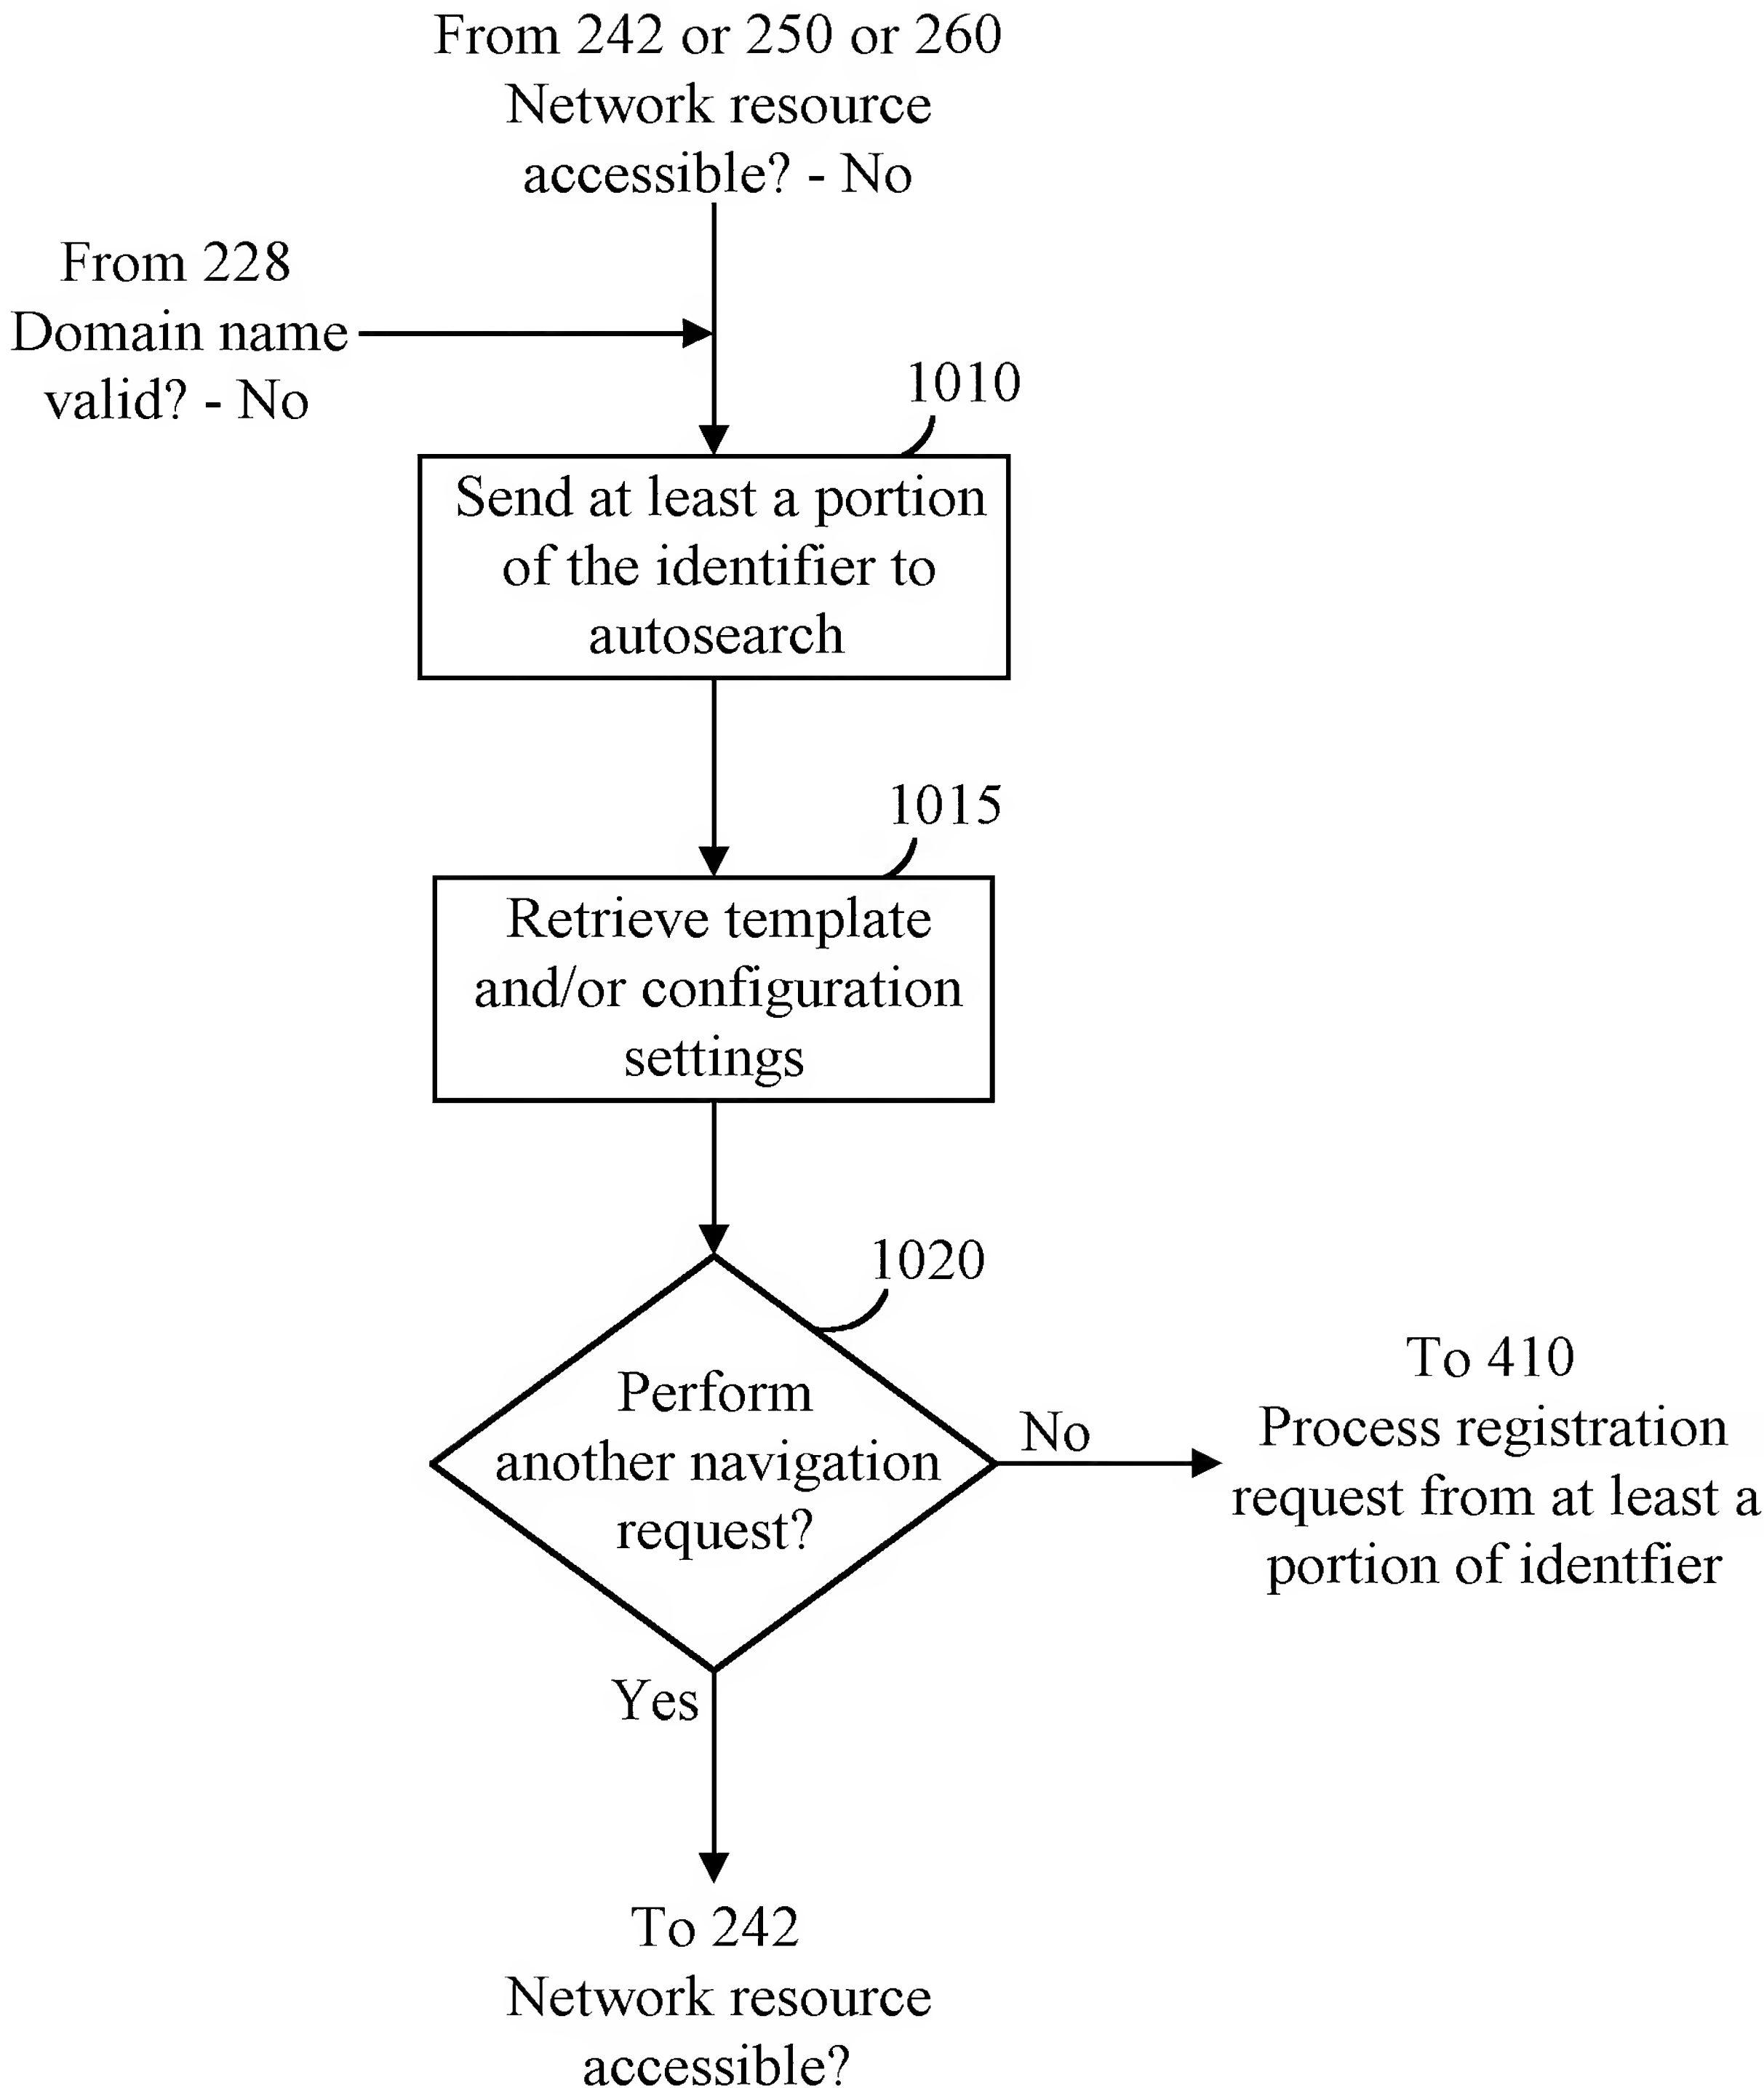 From 242 or 250 or 260
Network resource
accessible? - No
From 228
Domain name
valid? - No
1010
Send at least a portion
of the identifier to
autosearch
1015
Retrieve template
and/or configuration
settings
1020
Perform
another navigation
request?
No
To 410
Process registration
request from at least a
portion of identfier
Yes
To 242
Network resource
accessible?